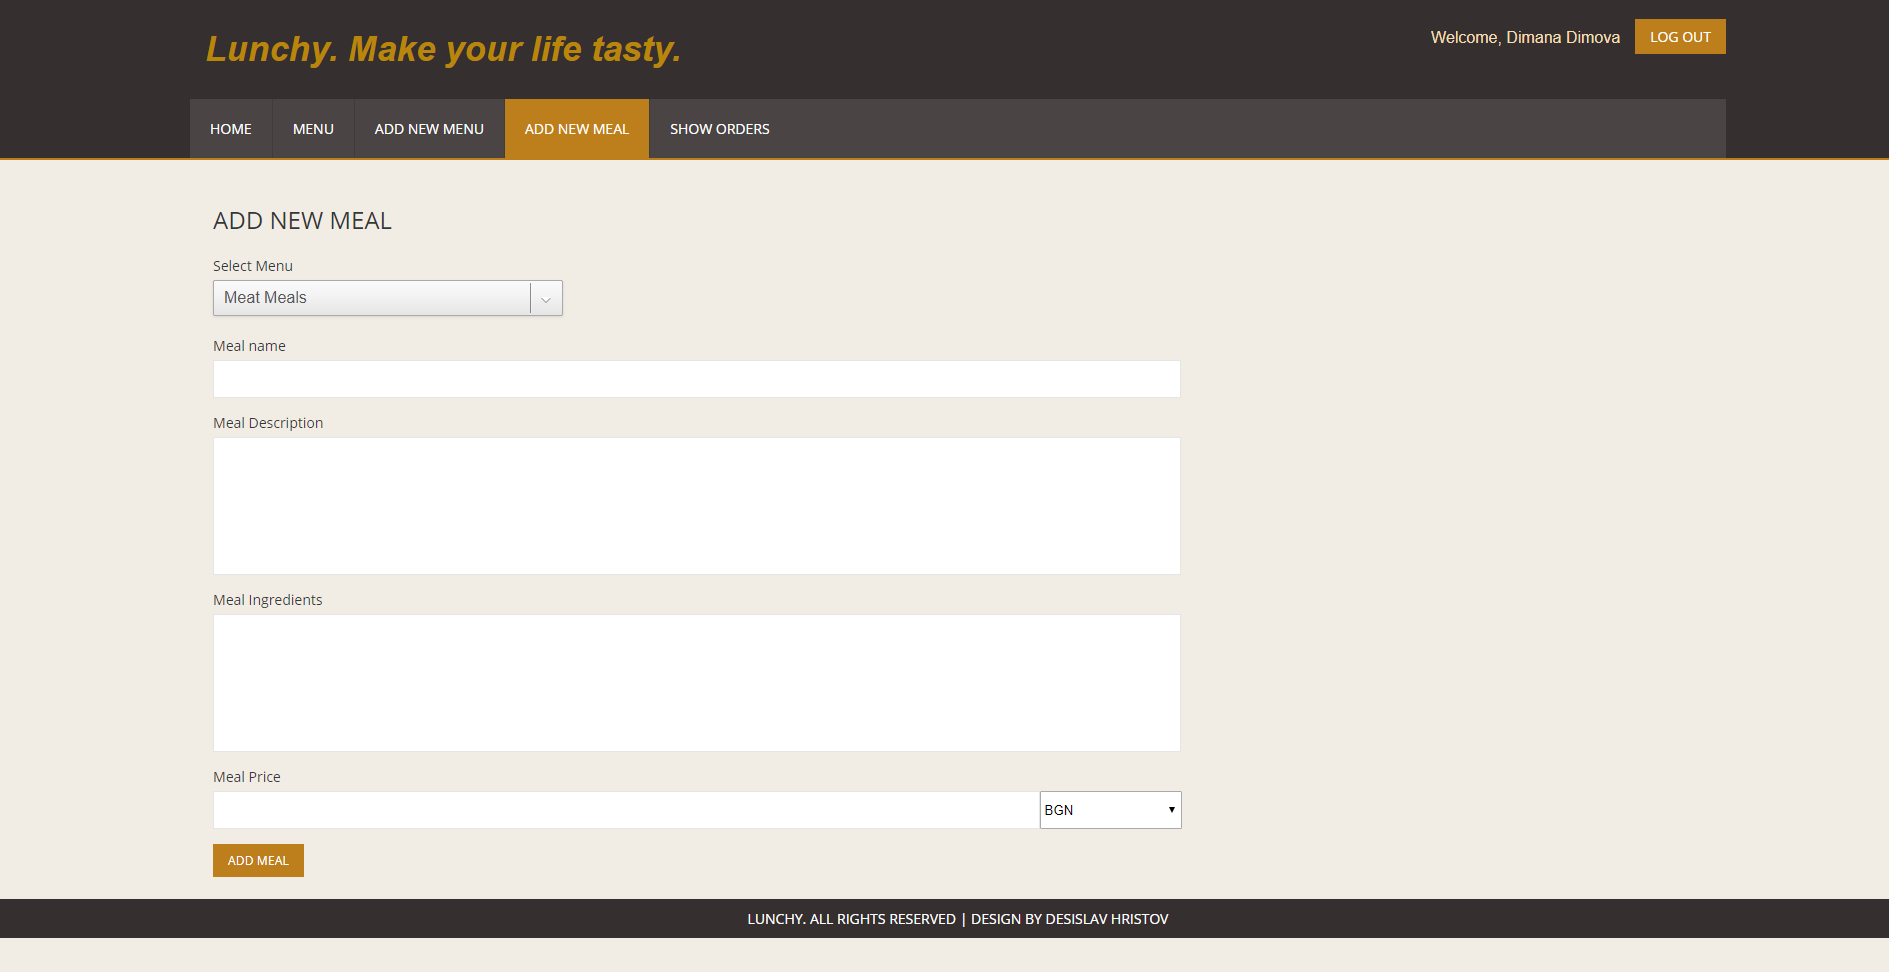 Lunchy. Make your life tasty.
Welcome, Dimana Dimova
LOG OUT
HOME
MENU
ADD NEW MENU
ADD NEW MEAL
SHOW ORDERS
ADD NEW MEAL
Select Menu
Meat Meals
Meal name
Meal Description
Meal Ingredients
Meal Price
BGN
ADD MEAL
LUNCHY. ALL RIGHTS RESERVED | DESIGN BY DESISLAV HRISTOV